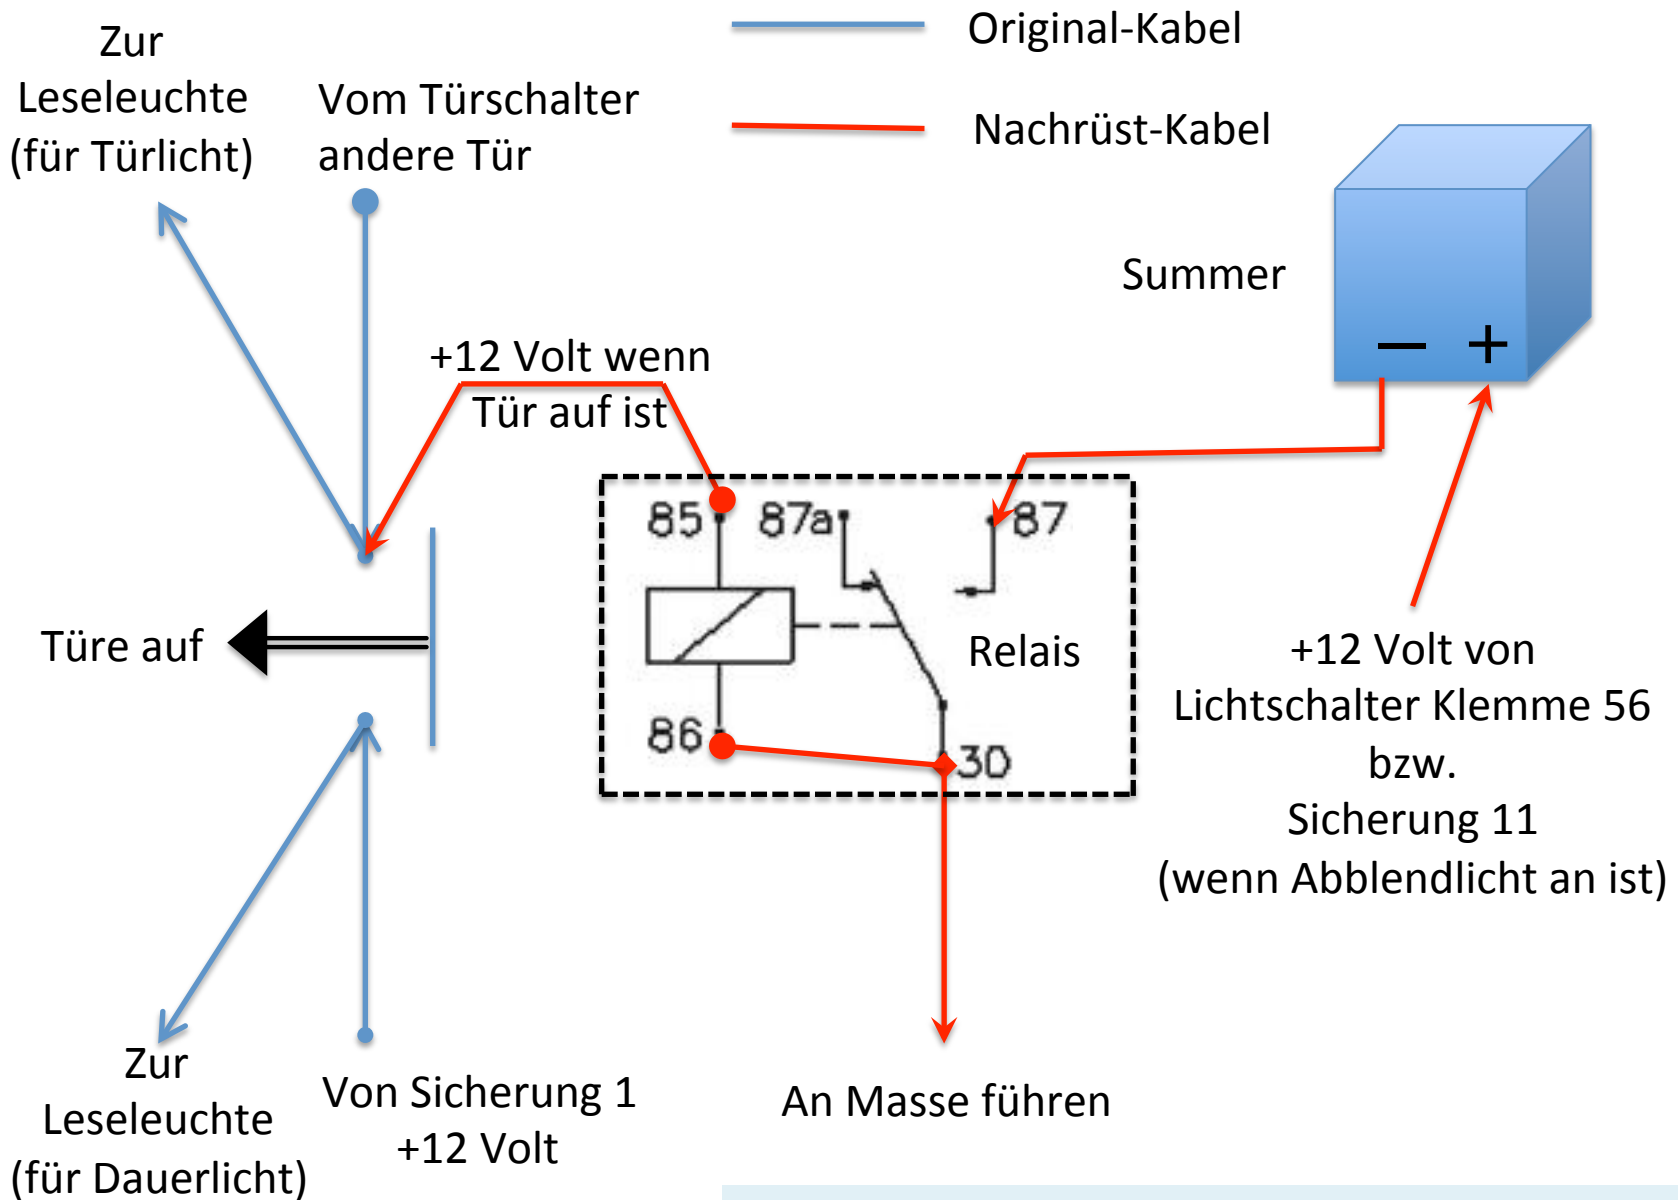 Original-Kabel
Nachrüst-Kabel
Zur
Leseleuchte
(für Türlicht)
Vom Türschalter
andere Tür
Summer
– +
+12 Volt wenn
Tür auf ist
85 87a 87
Türe auf
Relais
86
30
+12 Volt von
Lichtschalter Klemme 56
bzw.
Sicherung 11
(wenn Abblendlicht an ist)
Zur
Leseleuchte
(für Dauerlicht)
Von Sicherung 1
+12 Volt
An Masse führen